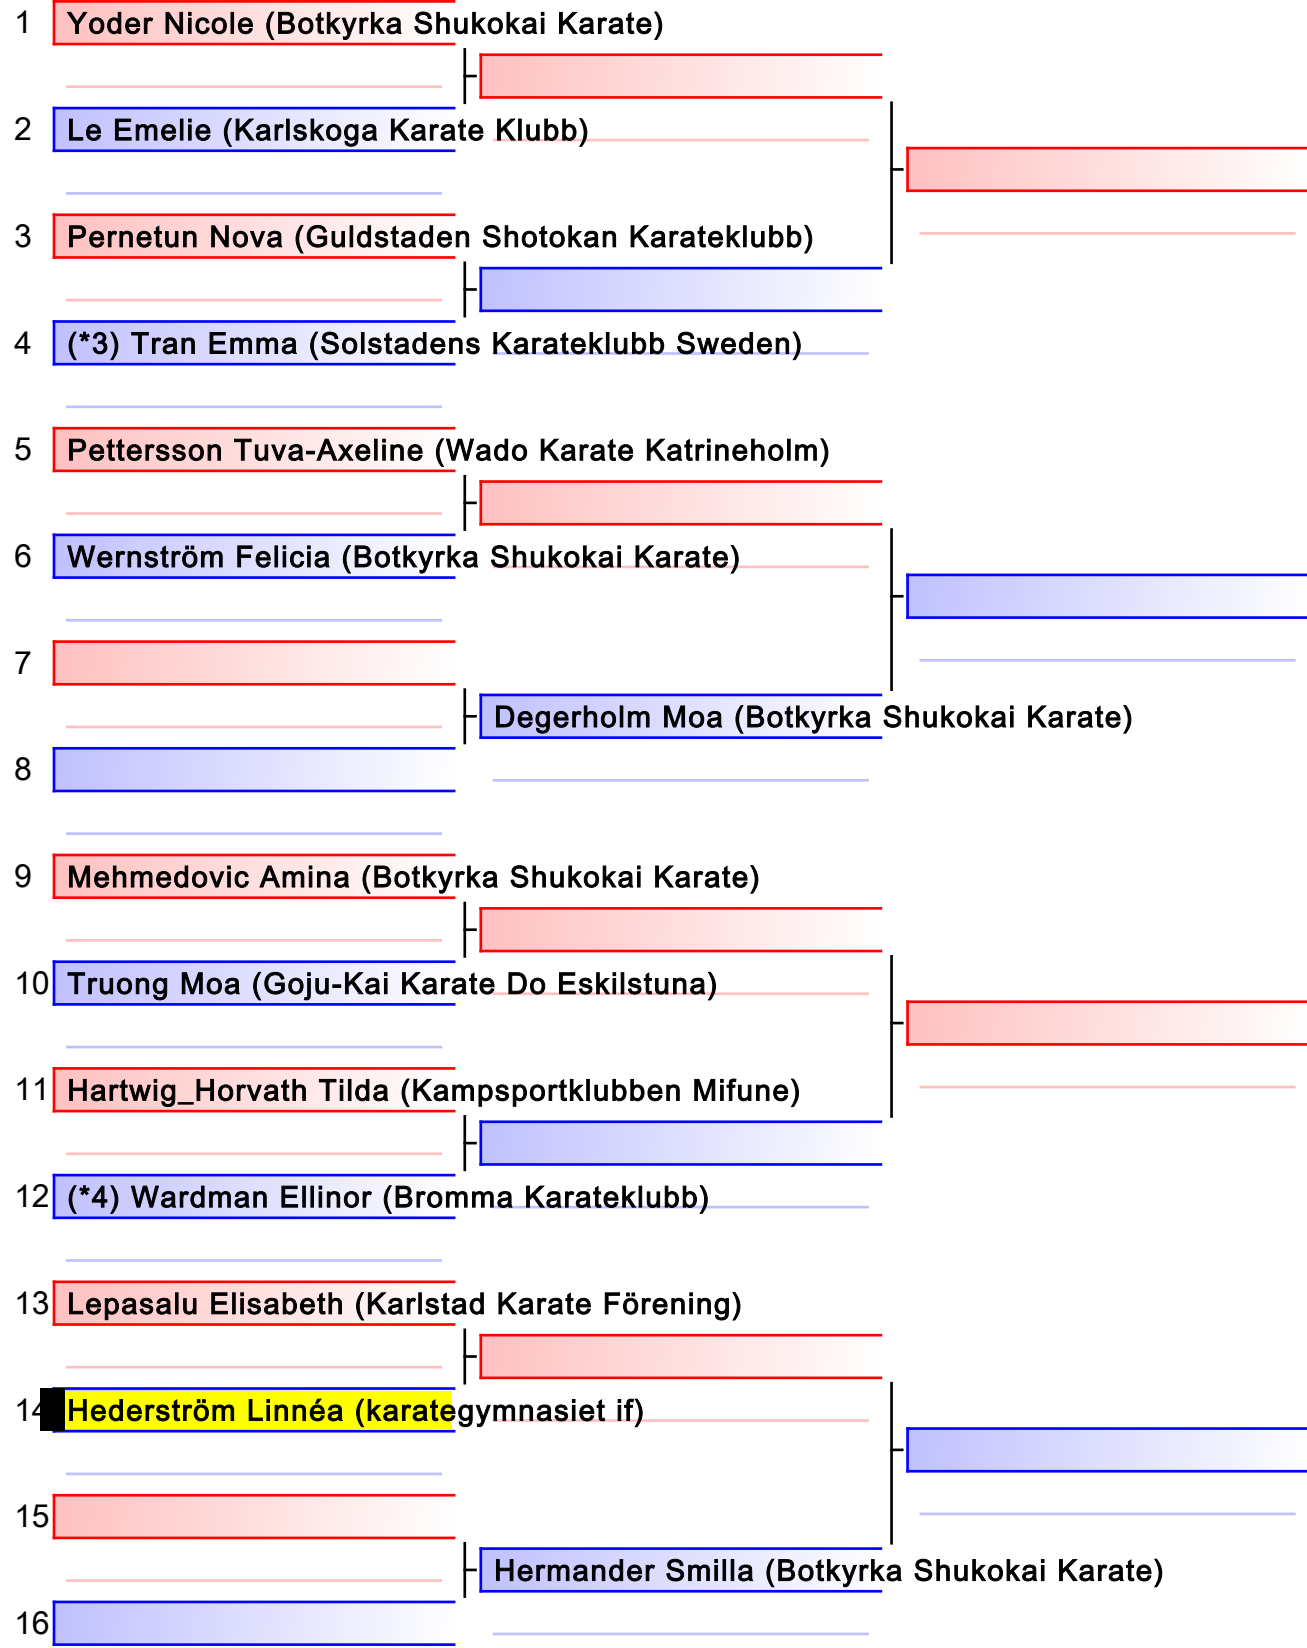 1 Yoder Nicole (Botkyrka Shukokai Karate)
2 Le Emelie (Karlskoga Karate Klubb)
3 Pernetun Nova (Guldstaden Shotokan Karateklubb)
4 (*3) Tran Emma (Solstadens Karateklubb Sweden)
5 Pettersson Tuva-Axeline (Wado Karate Katrineholm)
6 Wernström Felicia (Botkyrka Shukokai Karate)
7
Degerholm Moa (Botkyrka Shukokai Karate)
8
9 Mehmedovic Amina (Botkyrka Shukokai Karate)
10 Truong Moa (Goju-Kai Karate Do Eskilstuna)
11 Hartwig_Horvath Tilda (Kampsportklubben Mifune)
12 (*4) Wardman Ellinor (Bromma Karateklubb)
13 Lepasalu Elisabeth (Karlstad Karate Förening)
14 Hederström Linnéa (karategymnasiet if)
15
Hermander Smilla (Botkyrka Shukokai Karate)
16